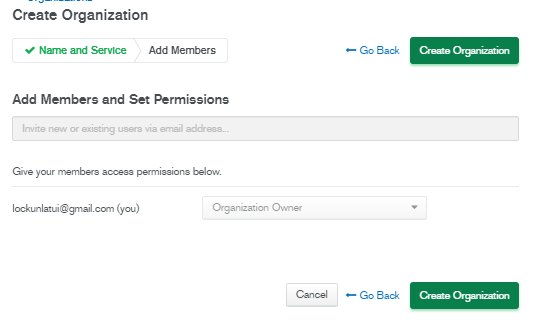 Organizations
Create Organization
Name and Service Add Members Go Back Create Organization
Add Members and Set Permissions
Invite new or existing users via email address...
Give your members access permissions below.
lockunlatui@gmail.com (you) Organization Owner
Cancel Go Back Create Organization